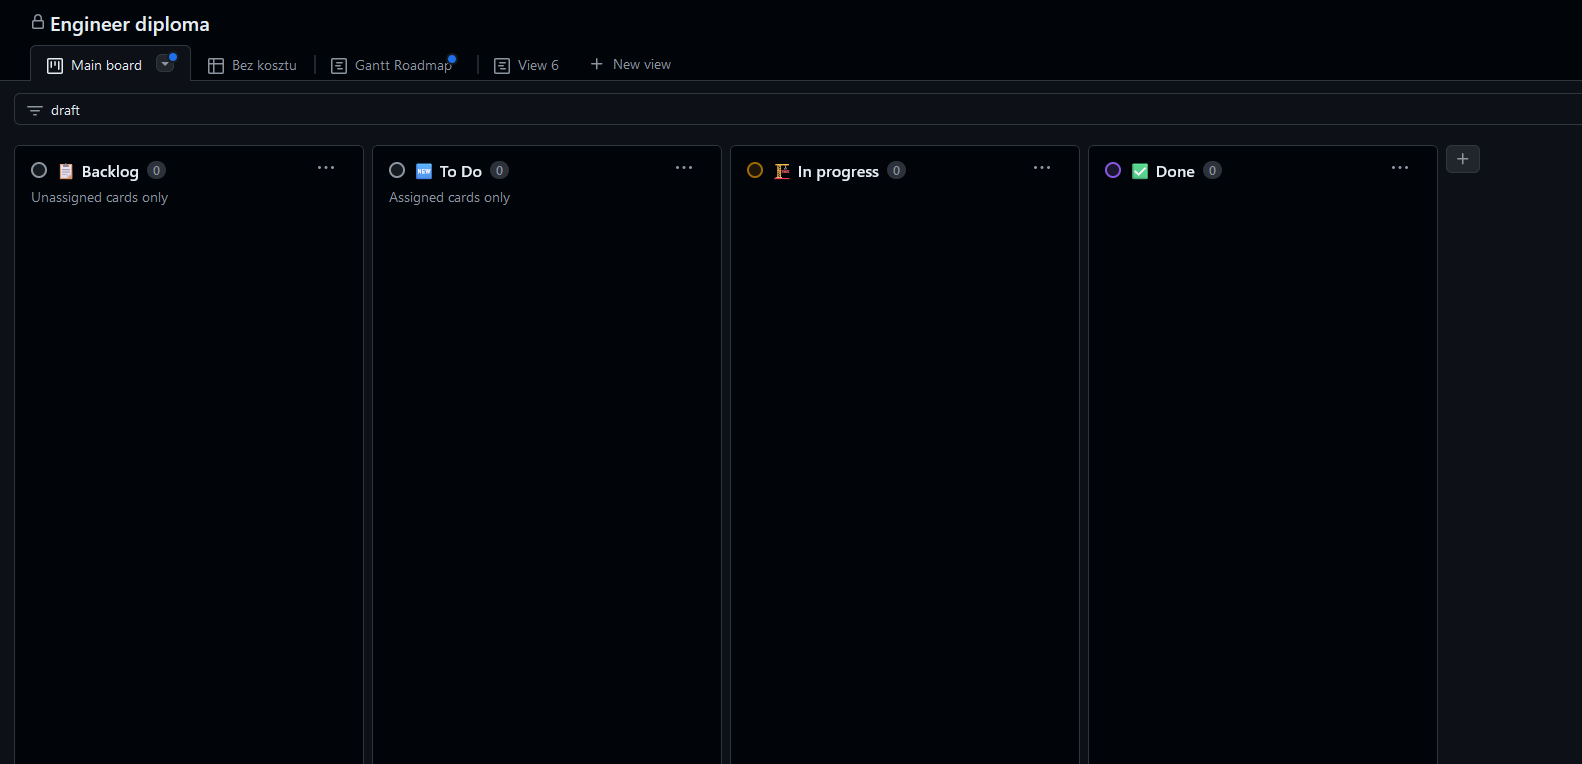 Engineer diploma
Main board Bez kosztu Gantt Roadmap View 6 New view
draft
Backlog 0
Unassigned cards only
NEW To Do 0
Assigned cards only
In progress 0
Done 0